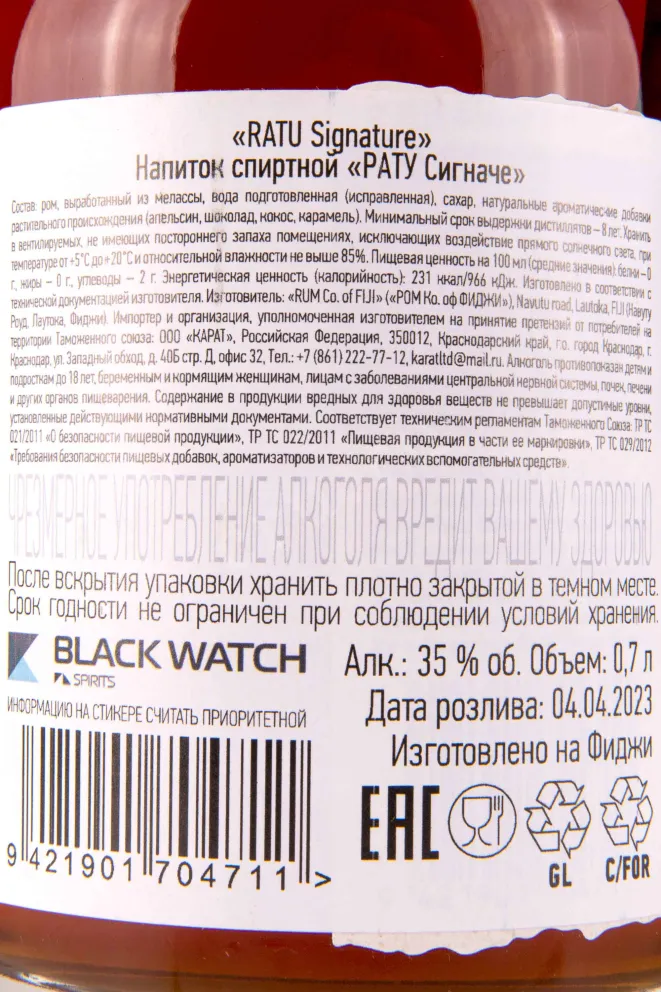 «RATU Signature»
Напиток спиртной «РАТУ Сигначе»
Состав: ром, выработанный из мелассы, вода подготовленная (исправленная), сахар, натуральные ароматические добавки
растительного происхождения (апельсин, шоколад, кокос, карамель). Минимальный срок выдержки дистиллятов – 8 лет. Хранить
в вентилируемых, не имеющих постороннего запаха помещениях, исключающих воздействие прямого солнечного света, при
температуре от +5°С до +20°С и относительной влажности не выше 85%. Пищевая ценность на 100 мл (средние значения): белки – 0
г, жиры – 0 г, углеводы – 2 г. Энергетическая ценность (калорийность): 231 ккал/966 кДж. Изготовлено в соответствии с
технической документацией изготовителя. Изготовитель: «RUM Co. of FIJI» («РОМ Ко. оф ФИДЖИ»), Navutu road, Lautoka, FIJI (Навуту
Роуд, Лаутока, Фиджи). Импортер и организация, уполномоченная изготовителем на принятие претензий от потребителей на
территории Таможенного союза: ООО «КАРАТ», Российская Федерация, 350012, Краснодарский край, г.о. город Краснодар, г.
Краснодар, ул. Западный обход, д. 40Б стр. Д, офис 32, Тел.: +7 (861) 222-77-12, karatltd@mail.ru. Алкоголь противопоказан детям и
подросткам до 18 лет, беременным и кормящим женщинам, лицам с заболеваниями центральной нервной системы, почек, печени
и других органов пищеварения. Содержание в продукции вредных для здоровья веществ не превышает допустимые уровни,
установленные действующими нормативными документами. Соответствует техническим регламентам Таможенного Союза: ТР ТС
021/2011 «О безопасности пищевой продукции», ТР ТС 022/2011 «Пищевая продукция в части ее маркировки», ТР ТС 029/2012
«Требования безопасности пищевых добавок, ароматизаторов и технологических вспомогательных средств».
ЧРЕЗМЕРНОЕ УПОТРЕБЛЕНИЕ АЛКОГОЛЯ ВРЕДИТ ВАШЕМУ ЗДОРОВЬЮ
После вскрытия упаковки хранить плотно закрытой в темном месте.
Срок годности не ограничен при соблюдении условий хранения.
BLACK WATCH
SPIRITS
ИНФОРМАЦИЮ НА СТИКЕРЕ СЧИТАТЬ ПРИОРИТЕТНОЙ
Алк.: 35 % об. Объем: 0,7 л
Дата розлива: 04.04.2023
Изготовлено на Фиджи
9 421901 704711 >
EAC
GL
C/FOR